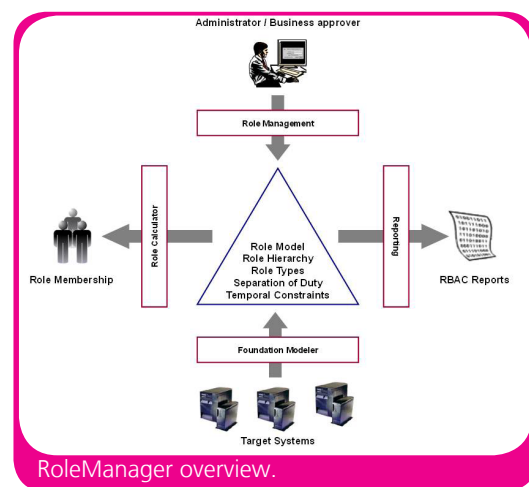 Administrator / Business approver
Role Management
Role Calculator
Role Membership
Role Model
Role Hierarchy
Role Types
Separation of Duty
Temporal Constraints
Reporting
RBAC Reports
Foundation Modeler
Target Systems
RoleManager overview.